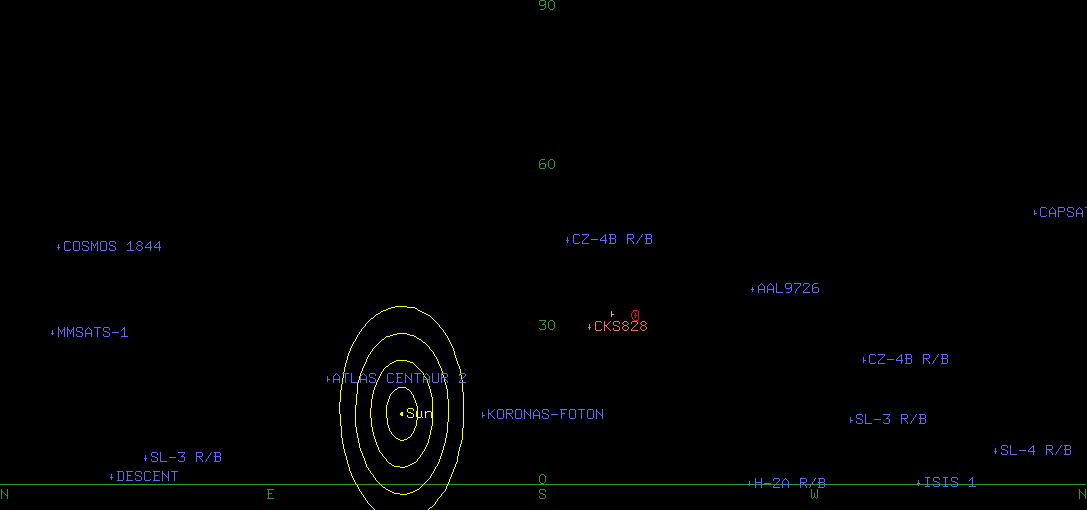 90
60
CAPSAT
CZ-4B R/B
COSMOS 1844
AAL9726
30
CKS828
MMSATS-1
CZ-4B R/B
ATLAS CENTAUR 2
Sun
KORONAS-FOTON
SL-3 R/B
SL-4 R/B
SL-3 R/B
DESCENT
0
H-2A R/B
ISIS 1
N E S W N